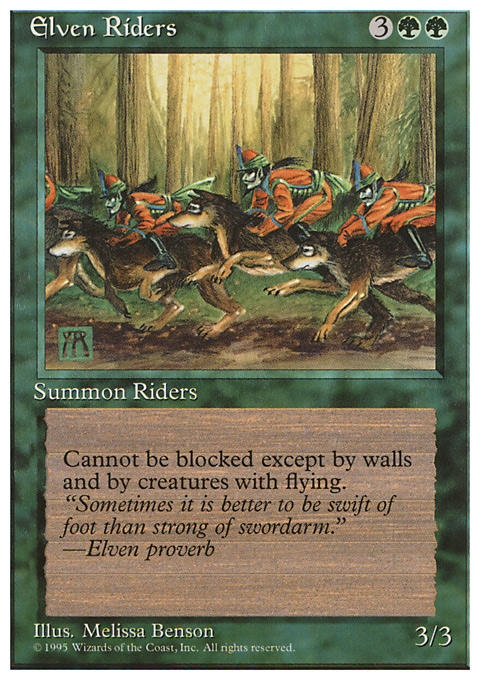 Elven Riders 3
Summon Riders
Cannot be blocked except by walls
and by creatures with flying.
"Sometimes it is better to be swift of
foot than strong of swordarm."
—Elven proverb
Illus. Melissa Benson
© 1995 Wizards of the Coast, Inc. All rights reserved.
3/3